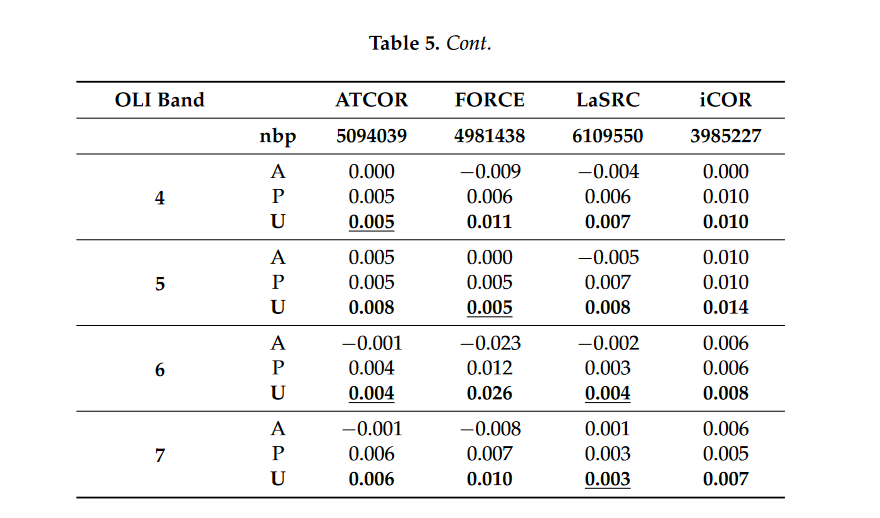 Table 5. Cont.
OLI Band ATCOR FORCE LaSRC iCOR
nbp 5094039 4981438 6109550 3985227
A 0.000 −0.009 −0.004 0.000
4 P 0.005 0.006 0.006 0.010
U 0.005 0.011 0.007 0.010
A 0.005 0.000 −0.005 0.010
5 P 0.005 0.005 0.007 0.010
U 0.008 0.005 0.008 0.014
A −0.001 −0.023 −0.002 0.006
6 P 0.004 0.012 0.003 0.006
U 0.004 0.026 0.004 0.008
A −0.001 −0.008 0.001 0.006
7 P 0.006 0.007 0.003 0.005
U 0.006 0.010 0.003 0.007